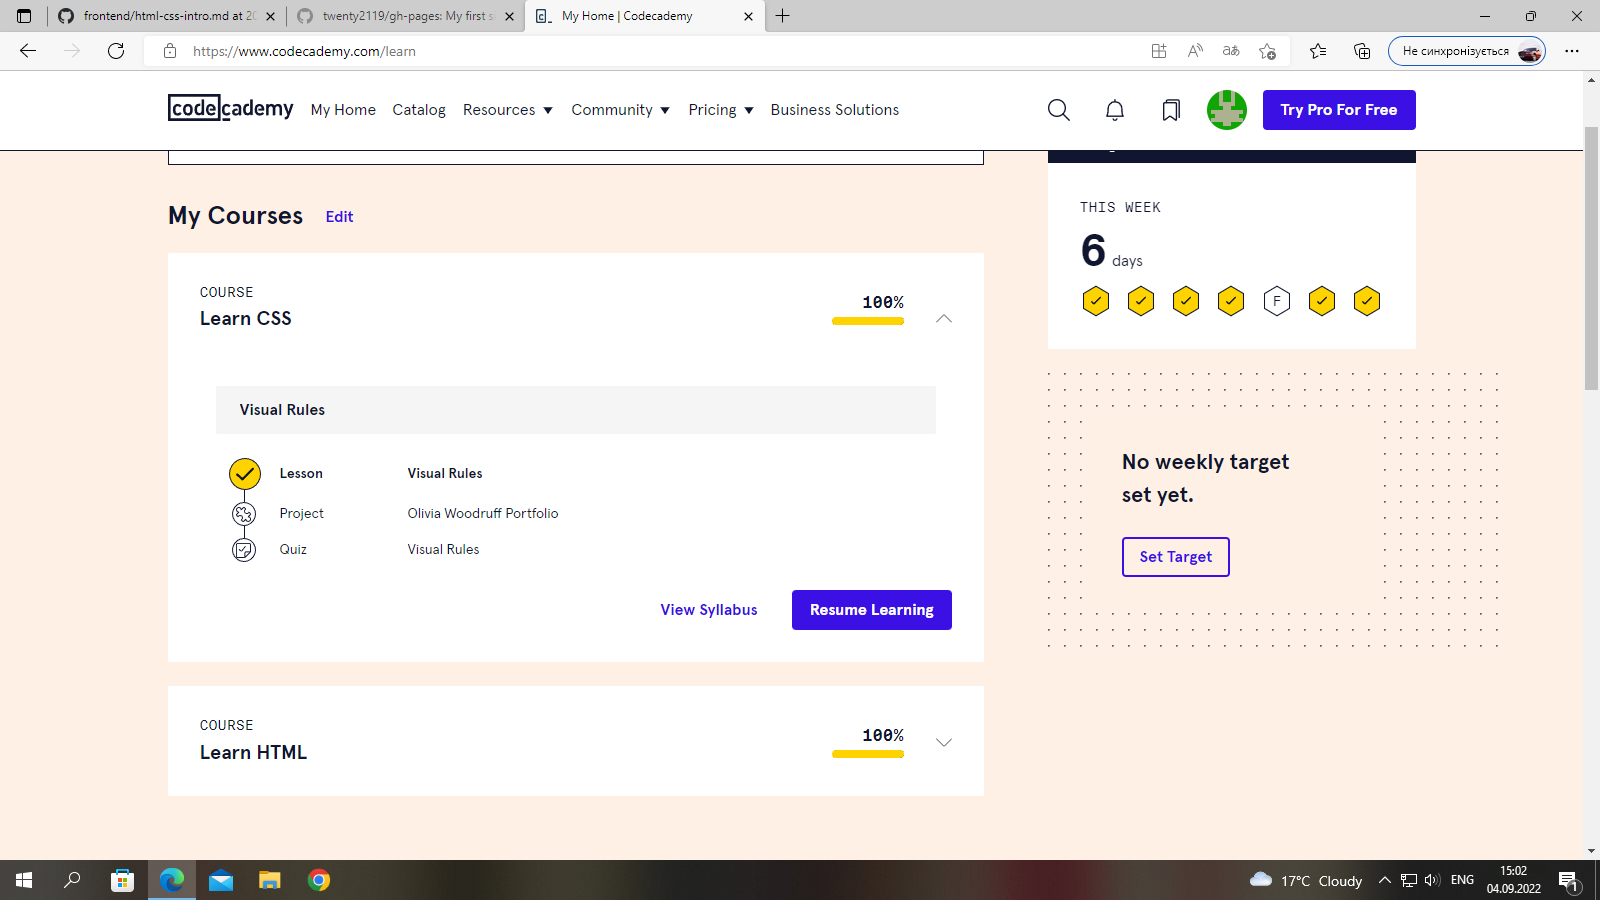 frontend/html-css-intro.md at 20
twenty2119/gh-pages: My first s
My Home | Codecademy
https://www.codecademy.com/learn
Не синхронізується
codecademy
My Home
Catalog
Resources
Community
Pricing
Business Solutions
Try Pro For Free
My Courses
Edit
COURSE
Learn CSS
100%
Visual Rules
Lesson
Visual Rules
Project
Olivia Woodruff Portfolio
Quiz
Visual Rules
View Syllabus
Resume Learning
COURSE
Learn HTML
100%
THIS WEEK
6 days
F
No weekly target
set yet.
Set Target
17°C Cloudy
ENG
15:02
04.09.2022
1